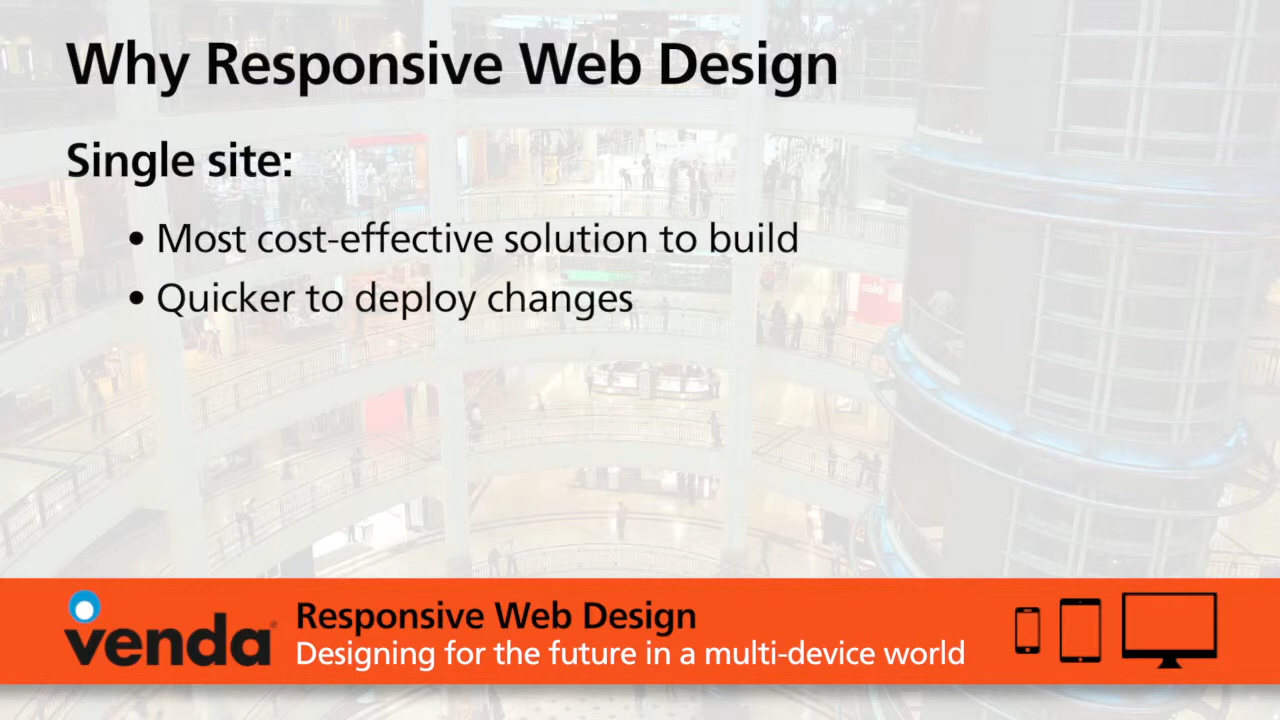 Why Responsive Web Design
Single site:
• Most cost-effective solution to build
• Quicker to deploy changes
sale
venda®
Responsive Web Design
Designing for the future in a multi-device world